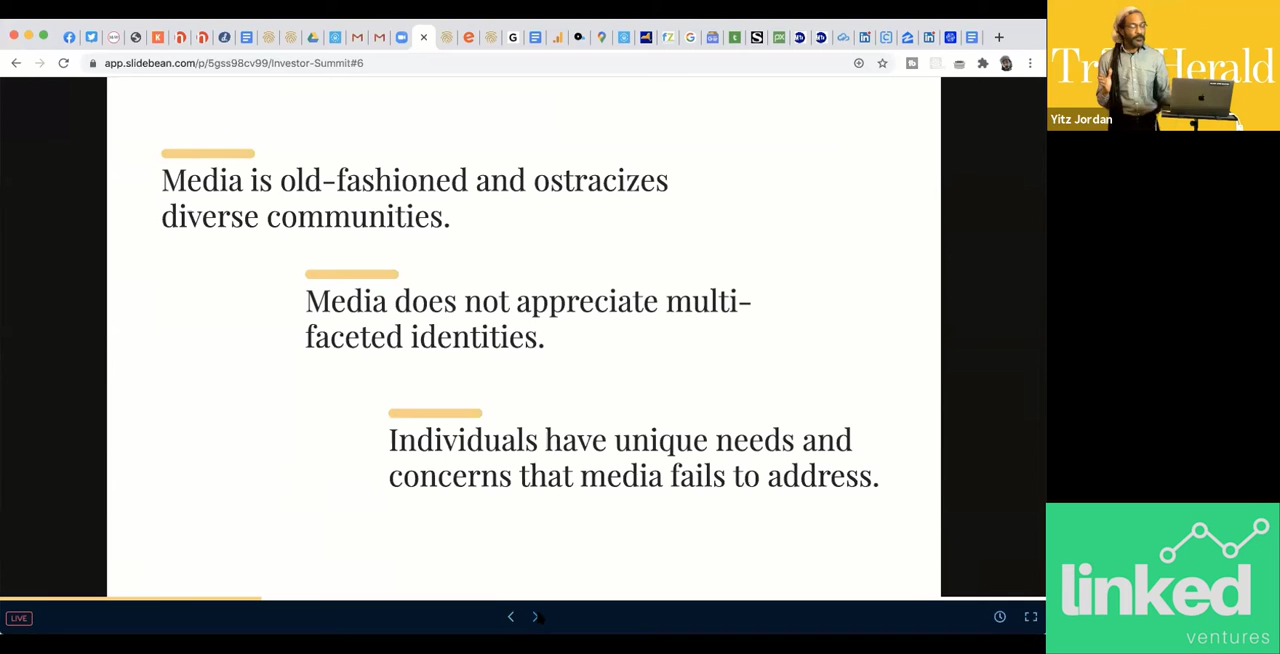 app.slidebean.com/p/5gss98cv99/Investor-Summit#6
Media is old-fashioned and ostracizes
diverse communities.
Media does not appreciate multi-
faceted identities.
Individuals have unique needs and
concerns that media fails to address.
LIVE
Herald
Yitz Jordan
linked
ventures